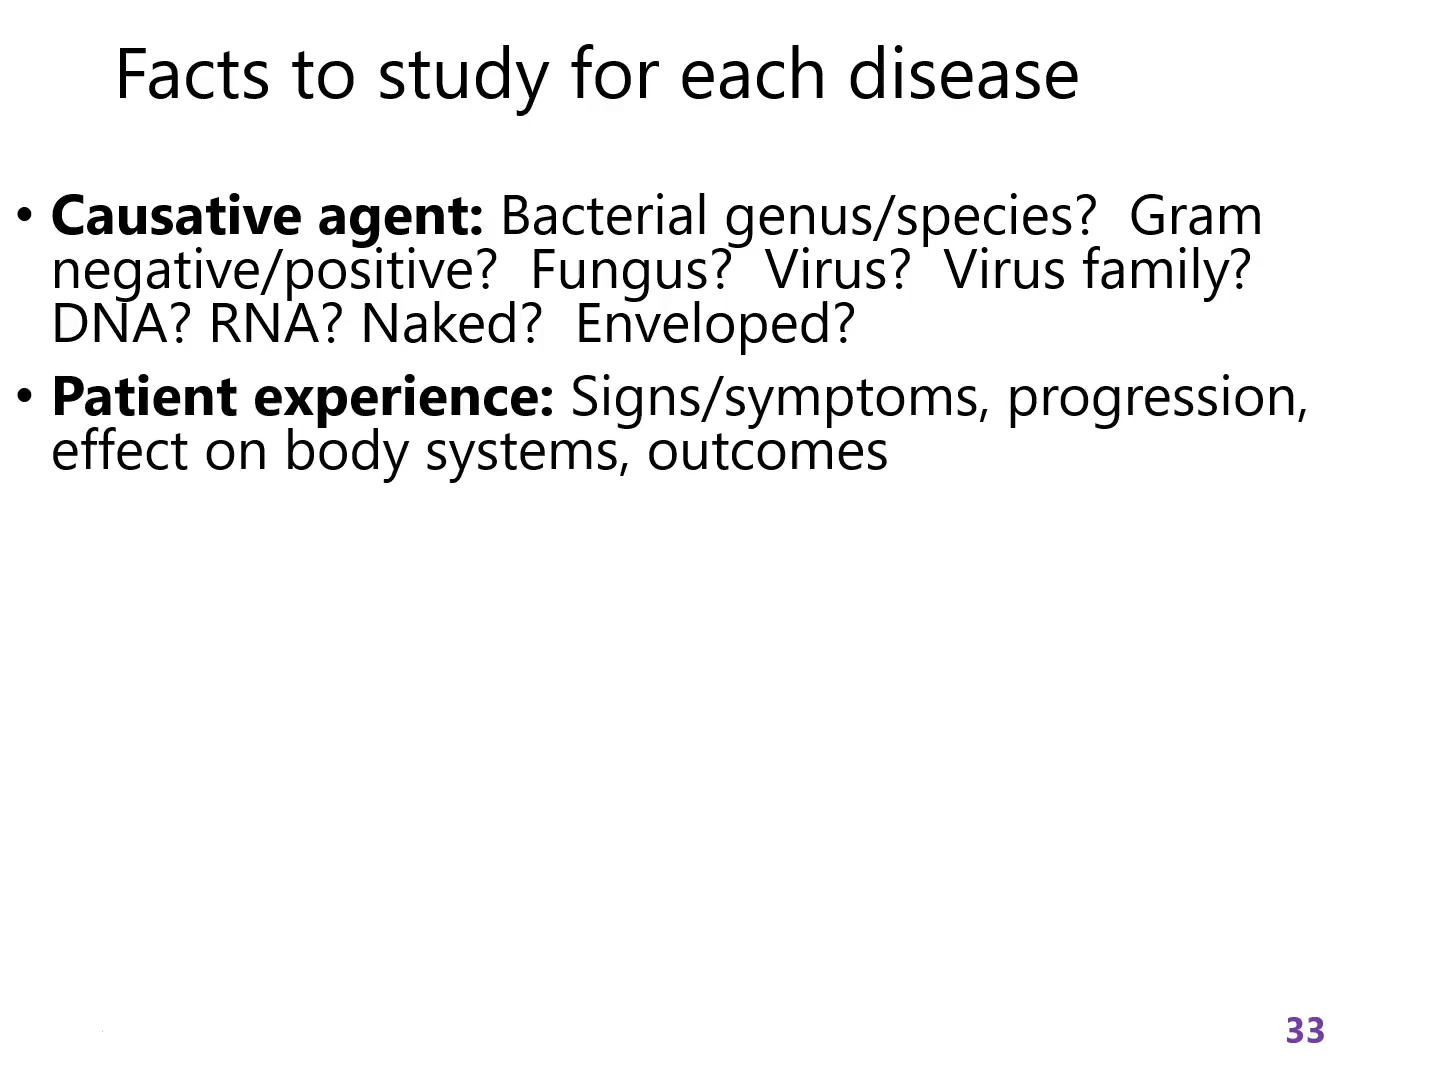 Facts to study for each disease
• Causative agent: Bacterial genus/species?  Gram
negative/positive?  Fungus?  Virus?  Virus family?
DNA? RNA? Naked?  Enveloped?
• Patient experience: Signs/symptoms, progression,
effect on body systems, outcomes
33